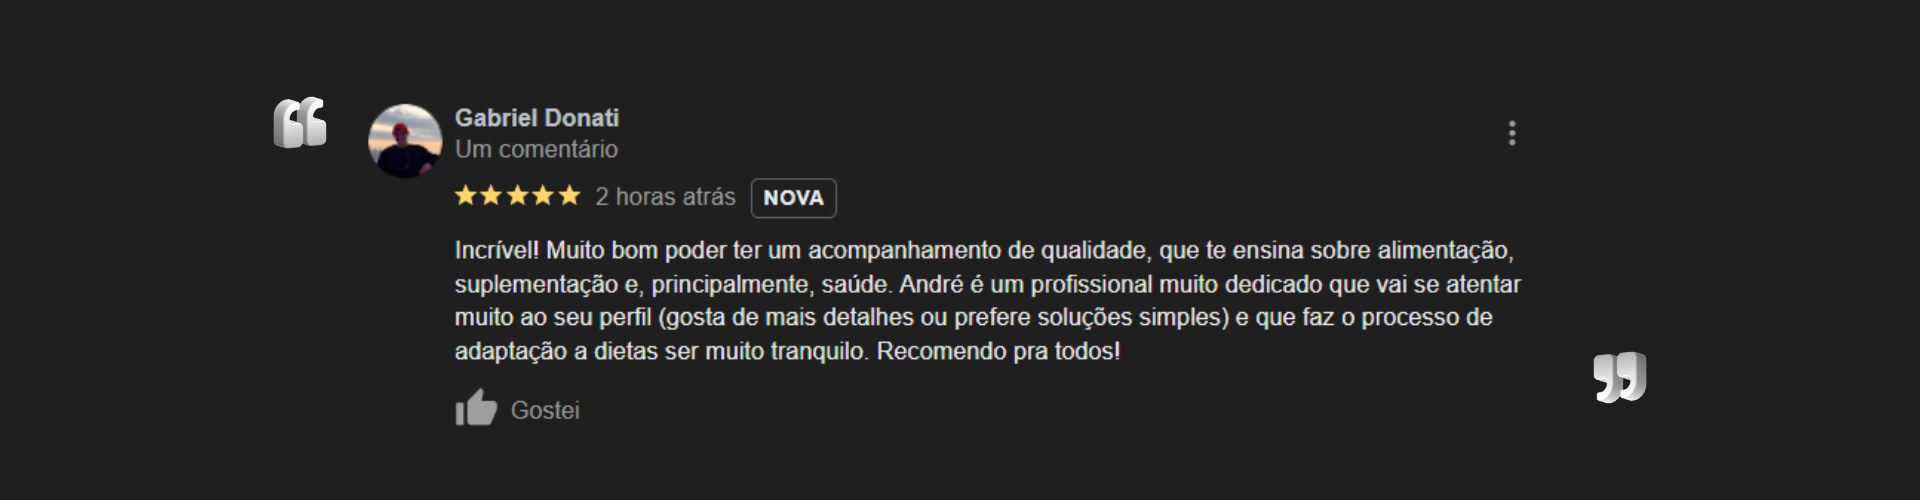 Gabriel Donati
Um comentário
2 horas atrás NOVA
Incrível! Muito bom poder ter um acompanhamento de qualidade, que te ensina sobre alimentação,
suplementação e, principalmente, saúde. André é um profissional muito dedicado que vai se atentar
muito ao seu perfil (gosta de mais detalhes ou prefere soluções simples) e que faz o processo de
adaptação a dietas ser muito tranquilo. Recomendo pra todos!
Gostei